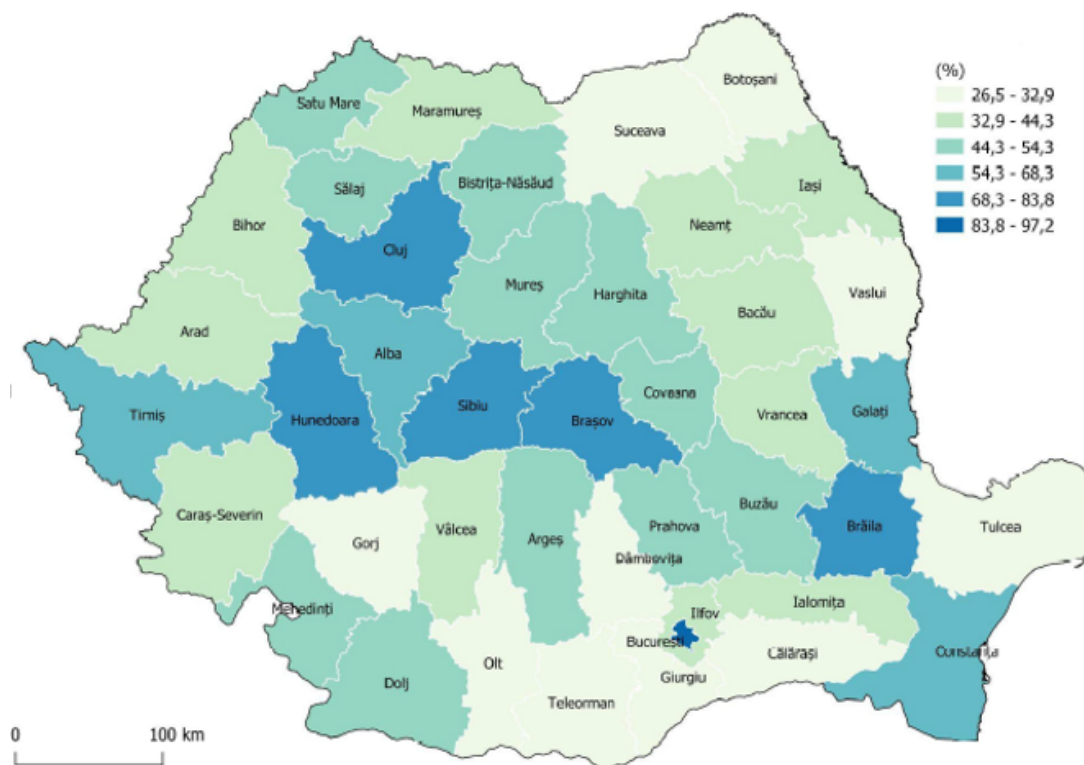 Botoșani
(%)
26,5 - 32,9
32,9 - 44,3
44,3 - 54,3
54,3 - 68,3
68,3 - 83,8
83,8 - 97,2
Satu Mare
Maramureș
Suceava
Iași
Sălaj
Bistrița-Năsăud
Bihor
Neamț
Cluj
Mureș
Harghita
Vaslui
Bacău
Arad
Alba
Covasna
Timiș
Hunedoara
Sibiu
Brașov
Vrancea
Galați
Caraș-Severin
Gorj
Vâlcea
Argeș
Prahova
Buzău
Brăila
Tulcea
Dâmbovița
Mehedinți
Ilfov
Ialomița
București
Călărași
Constanța
Olt
Giurgiu
Dolj
Teleorman
0 100 km